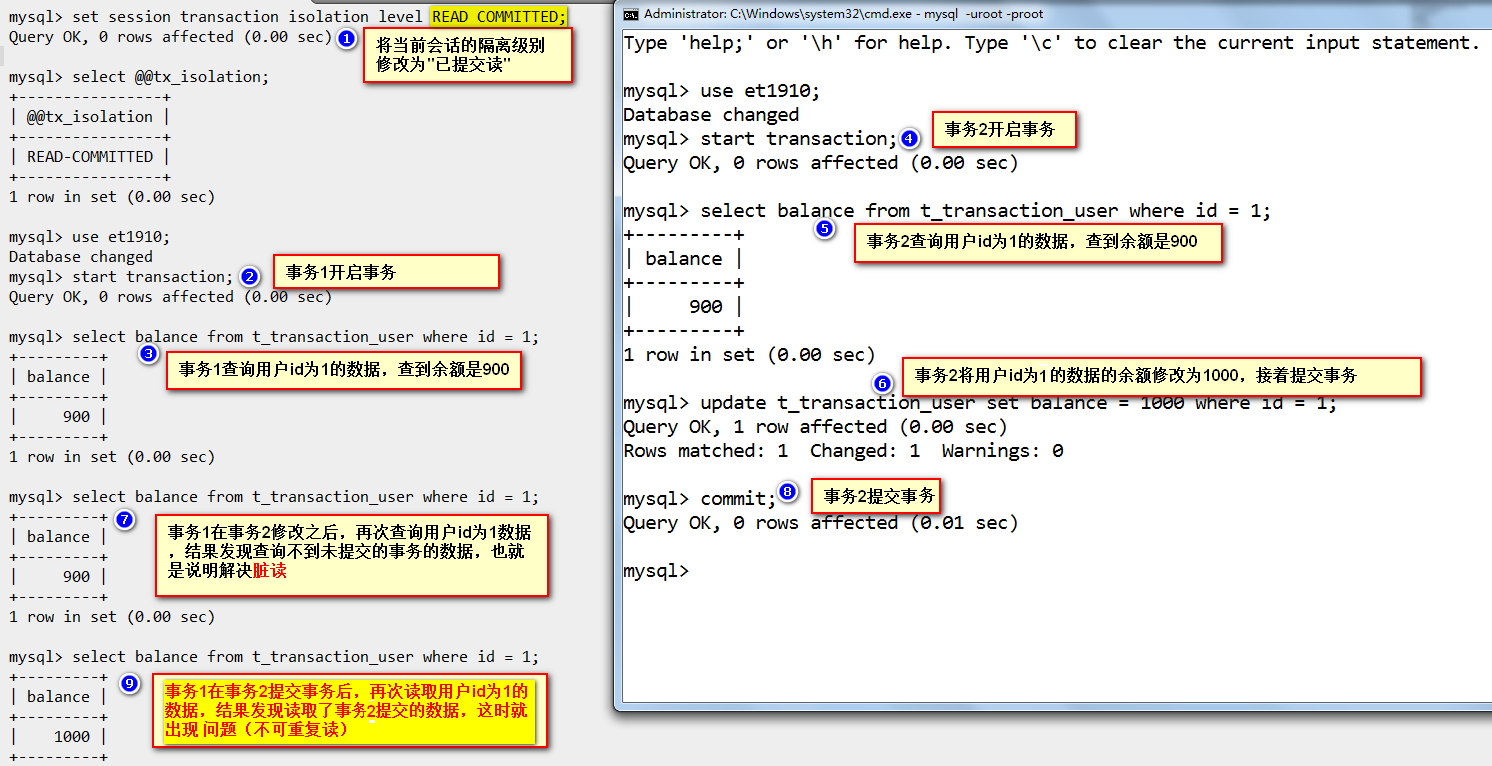 mysql> set session transaction isolation level READ COMMITTED;
Query OK, 0 rows affected (0.00 sec)
1
将当前会话的隔离级别
修改为"已提交读"
mysql> select @@tx_isolation;
+----------------+
| @@tx_isolation |
+----------------+
| READ-COMMITTED |
+----------------+
1 row in set (0.00 sec)
mysql> use et1910;
Database changed
mysql> start transaction;
2
事务1开启事务
Query OK, 0 rows affected (0.00 sec)
mysql> select balance from t_transaction_user where id = 1;
3
事务1查询用户id为1的数据，查到余额是900
+---------+
| balance |
+---------+
|     900 |
+---------+
1 row in set (0.00 sec)
mysql> select balance from t_transaction_user where id = 1;
7
事务1在事务2修改之后，再次查询用户id为1数据
，结果发现查询不到未提交的事务的数据，也就
是说明解决脏读
+---------+
| balance |
+---------+
|     900 |
+---------+
1 row in set (0.00 sec)
mysql> select balance from t_transaction_user where id = 1;
9
事务1在事务2提交事务后，再次读取用户id为1的
数据，结果发现读取了事务2提交的数据，这时就
出现 问题（不可重复读）
+---------+
| balance |
+---------+
|    1000 |
+---------+
Administrator: C:\Windows\system32\cmd.exe - mysql  -uroot -proot
Type 'help;' or '\h' for help. Type '\c' to clear the current input statement.
mysql> use et1910;
Database changed
mysql> start transaction;
4
事务2开启事务
Query OK, 0 rows affected (0.00 sec)
mysql> select balance from t_transaction_user where id = 1;
5
事务2查询用户id为1的数据，查到余额是900
+---------+
| balance |
+---------+
|     900 |
+---------+
1 row in set (0.00 sec)
6
事务2将用户id为1的数据的余额修改为1000，接着提交事务
mysql> update t_transaction_user set balance = 1000 where id = 1;
Query OK, 1 row affected (0.00 sec)
Rows matched: 1  Changed: 1  Warnings: 0
mysql> commit;
8
事务2提交事务
Query OK, 0 rows affected (0.01 sec)
mysql>